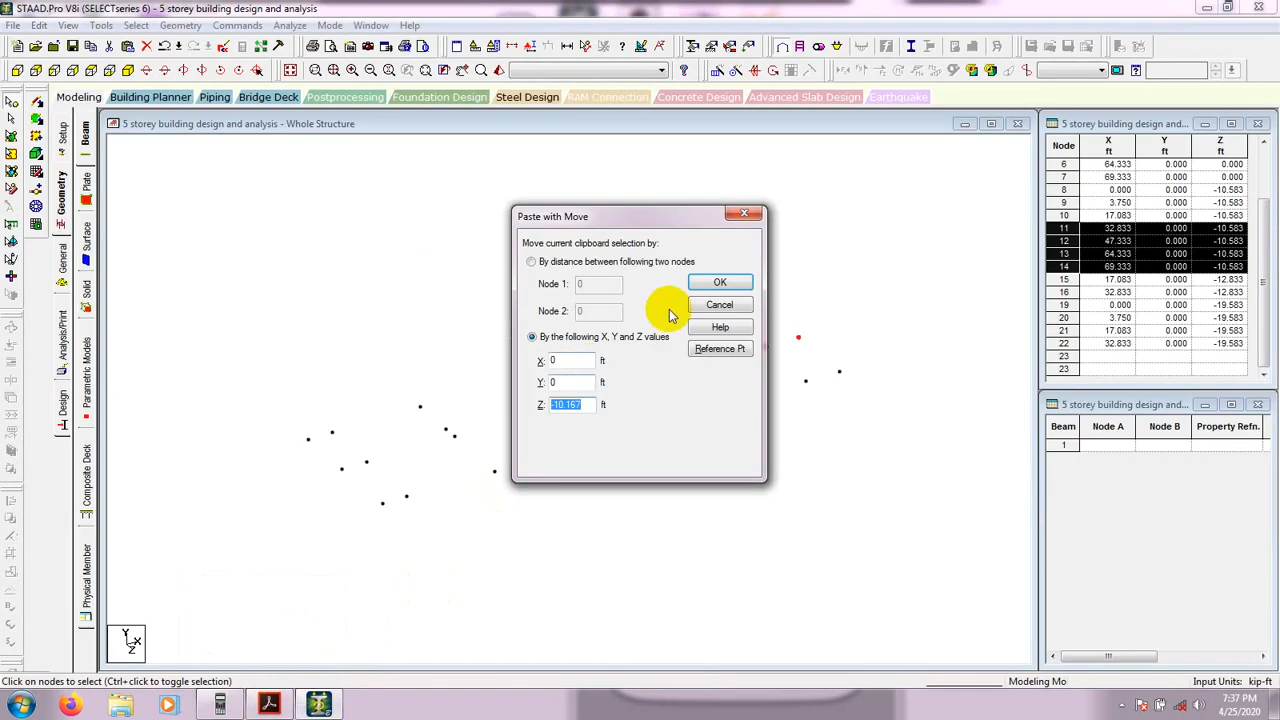 STAAD.Pro V8i (SELECTseries 6) - 5 storey building design and analysis
File Edit View Tools Select Geometry Commands Analyze Mode Window Help
Modeling Building Planner Piping Bridge Deck Postprocessing Foundation Design Steel Design RAM Connection Concrete Design Advanced Slab Design Earthquake
Setup
Geometry
General
Analysis/Print
Design
Beam
Plate
Surface
Solid
Parametric Models
Composite Deck
Physical Member
5 storey building design and analysis - Whole Structure
Paste with Move
Move current clipboard selection by:
By distance between following two nodes
Node 1: 0
Node 2: 0
By the following X, Y and Z values
X: 0 ft
Y: 0 ft
Z: -10.167 ft
OK
Cancel
Help
Reference Pt
Y
X
Z
5 storey building design and...
Node X ft Y ft Z ft
6 64.333 0.000 0.000
7 69.333 0.000 0.000
8 0.000 0.000 -10.583
9 3.750 0.000 -10.583
10 17.083 0.000 -10.583
11 32.833 0.000 -10.583
12 47.333 0.000 -10.583
13 64.333 0.000 -10.583
14 69.333 0.000 -10.583
15 17.083 0.000 -12.833
16 32.833 0.000 -12.833
19 0.000 0.000 -19.583
20 3.750 0.000 -19.583
21 17.083 0.000 -19.583
22 32.833 0.000 -19.583
23
23
5 storey building design and...
Beam Node A Node B Property Refn.
1
Click on nodes to select (Ctrl+click to toggle selection)
Modeling Mo
Input Units: kip-ft
7:37 PM
4/25/2020